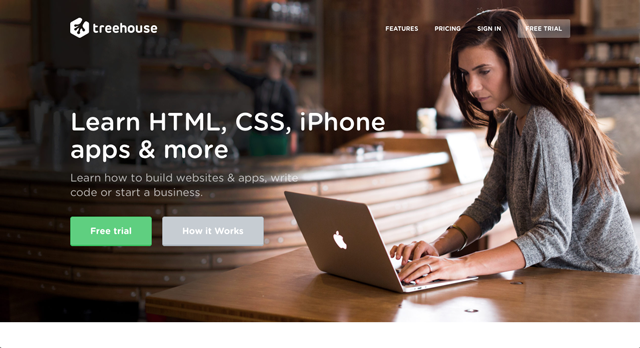 treehouse
FEATURES
PRICING
SIGN IN
FREE TRIAL
Learn HTML, CSS, iPhone
apps & more
Learn how to build websites & apps, write
code or start a business.
Free trial
How it Works